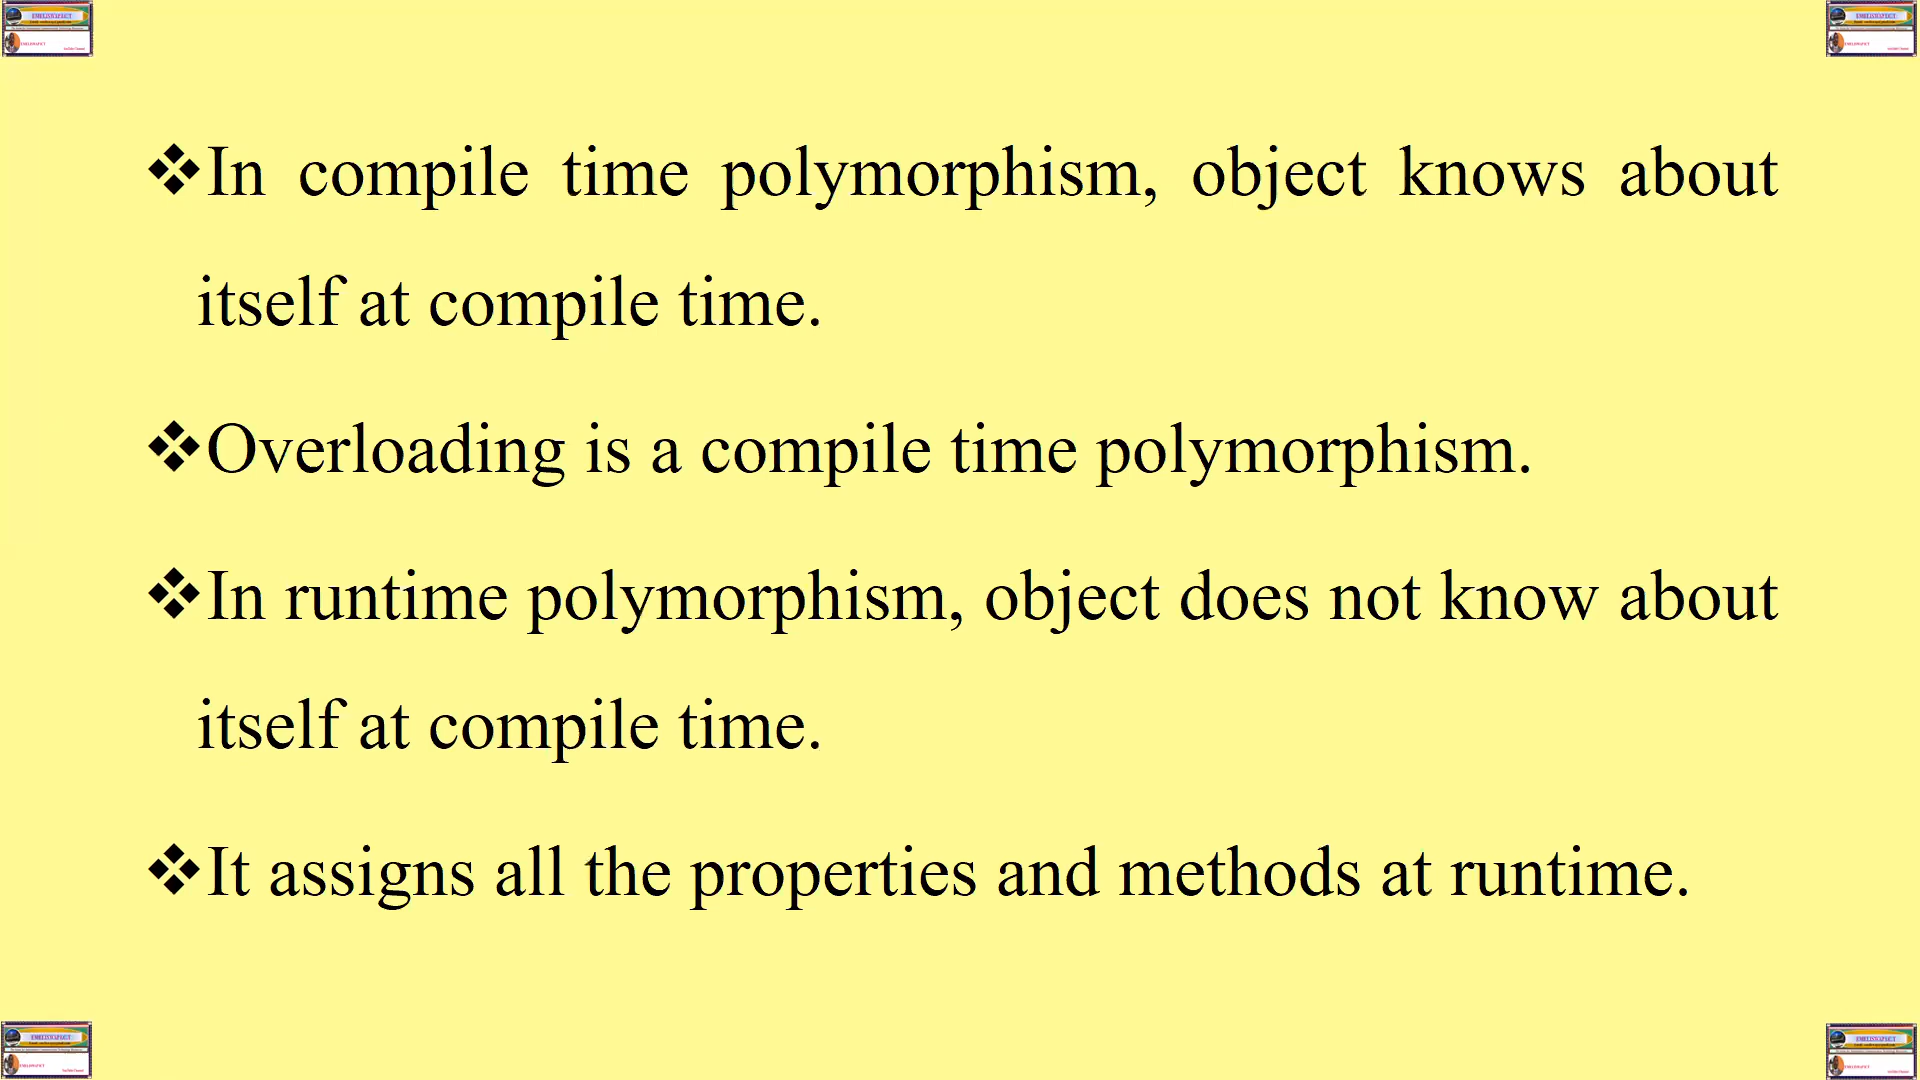 ❖In compile time polymorphism, object knows about
itself at compile time.
❖Overloading is a compile time polymorphism.
❖In runtime polymorphism, object does not know about
itself at compile time.
❖It assigns all the properties and methods at runtime.